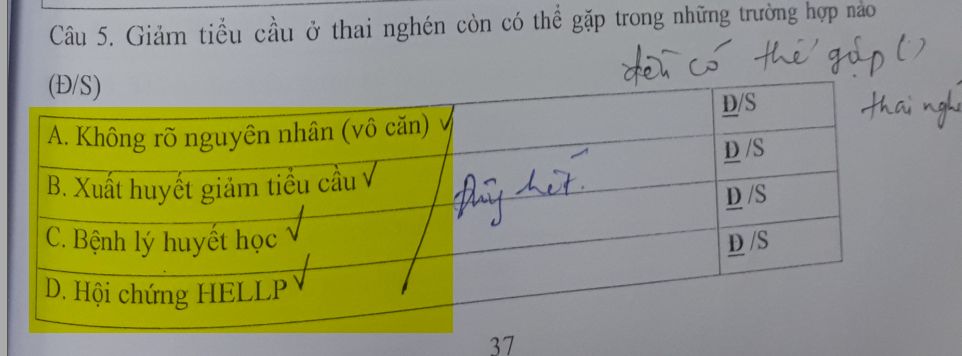 Câu 5. Giảm tiểu cầu ở thai nghén còn có thể gặp trong những trường hợp nào
đều có thể gặp ( )
(Đ/S)
thai nghé
A. Không rõ nguyên nhân (vô căn) ✓ Đ/S
B. Xuất huyết giảm tiểu cầu ✓ Đ /S
Đúng hết.
C. Bệnh lý huyết học ✓ Đ /S
D. Hội chứng HELLP ✓ Đ /S
37